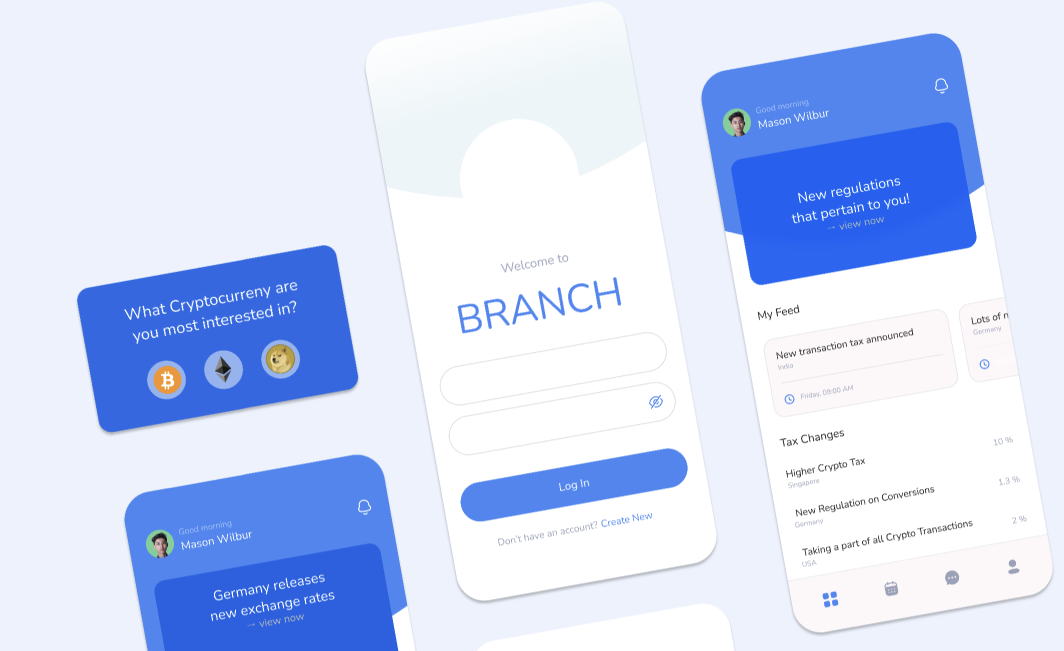 What Cryptocurreny are
you most interested in?
Good morning
Mason Wilbur
Germany releases
new exchange rates
→ view now
Welcome to
BRANCH
Log In
Don't have an account? Create New
Good morning
Mason Wilbur
New regulations
that pertain to you!
→ view now
My Feed
New transaction tax announced
India
Friday, 09:00 AM
Lots of n
Germany
Tax Changes
Higher Crypto Tax
Singapore
10 %
New Regulation on Conversions
Germany
1.3 %
Taking a part of all Crypto Transactions
USA
2 %